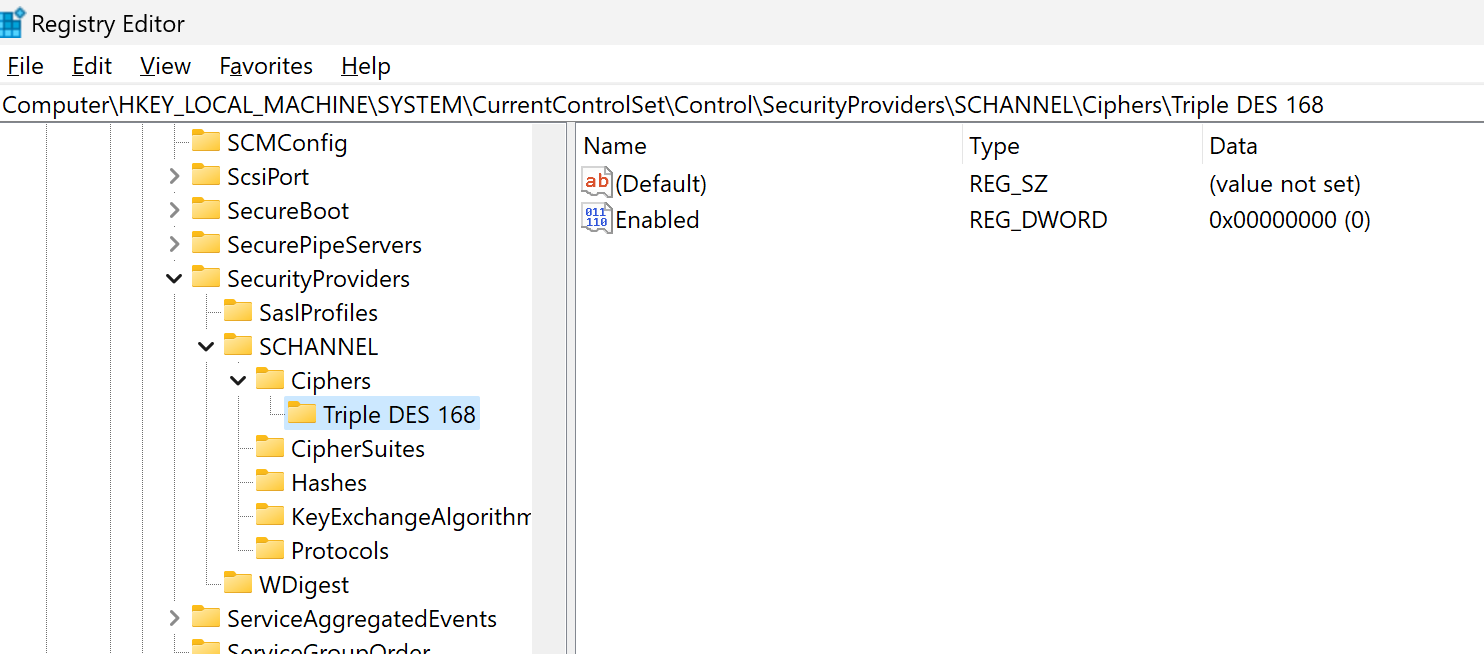 Registry Editor
File Edit View Favorites Help
Computer\HKEY_LOCAL_MACHINE\SYSTEM\CurrentControlSet\Control\SecurityProviders\SCHANNEL\Ciphers\Triple DES 168
SCMConfig
ScsiPort
SecureBoot
SecurePipeServers
SecurityProviders
SaslProfiles
SCHANNEL
Ciphers
Triple DES 168
CipherSuites
Hashes
KeyExchangeAlgorithm
Protocols
WDigest
ServiceAggregatedEvents
ServiceGroupOrder
Name Type Data
ab (Default) REG_SZ (value not set)
011 110 Enabled REG_DWORD 0x00000000 (0)